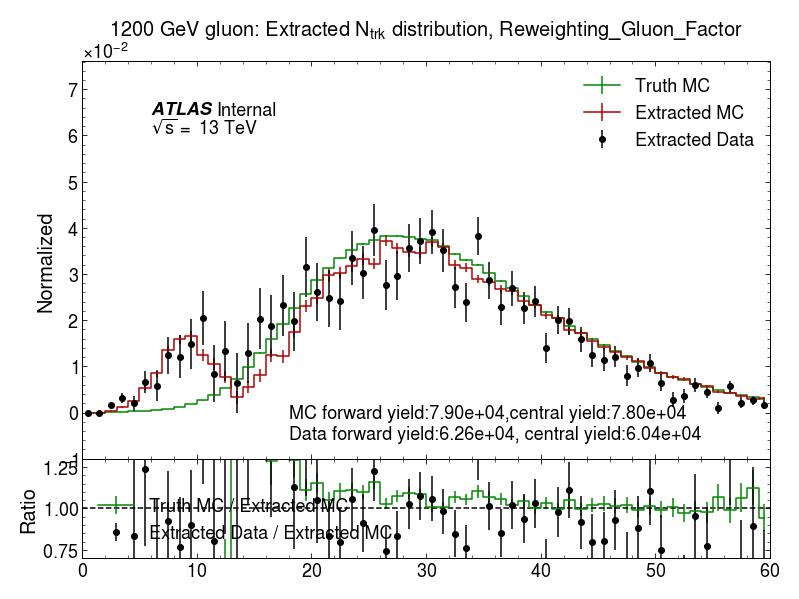 1200 GeV gluon: Extracted Ntrk distribution, Reweighting_Gluon_Factor
×10−2
ATLAS Internal
√s = 13 TeV
Truth MC
Extracted MC
Extracted Data
Normalized
7
6
5
4
3
2
1
0
MC forward yield:7.90e+04,central yield:7.80e+04
Data forward yield:6.26e+04, central yield:6.04e+04
1
Ratio
1.25
1.00
0.75
Truth MC / Extracted MC
Extracted Data / Extracted MC
0 10 20 30 40 50 60